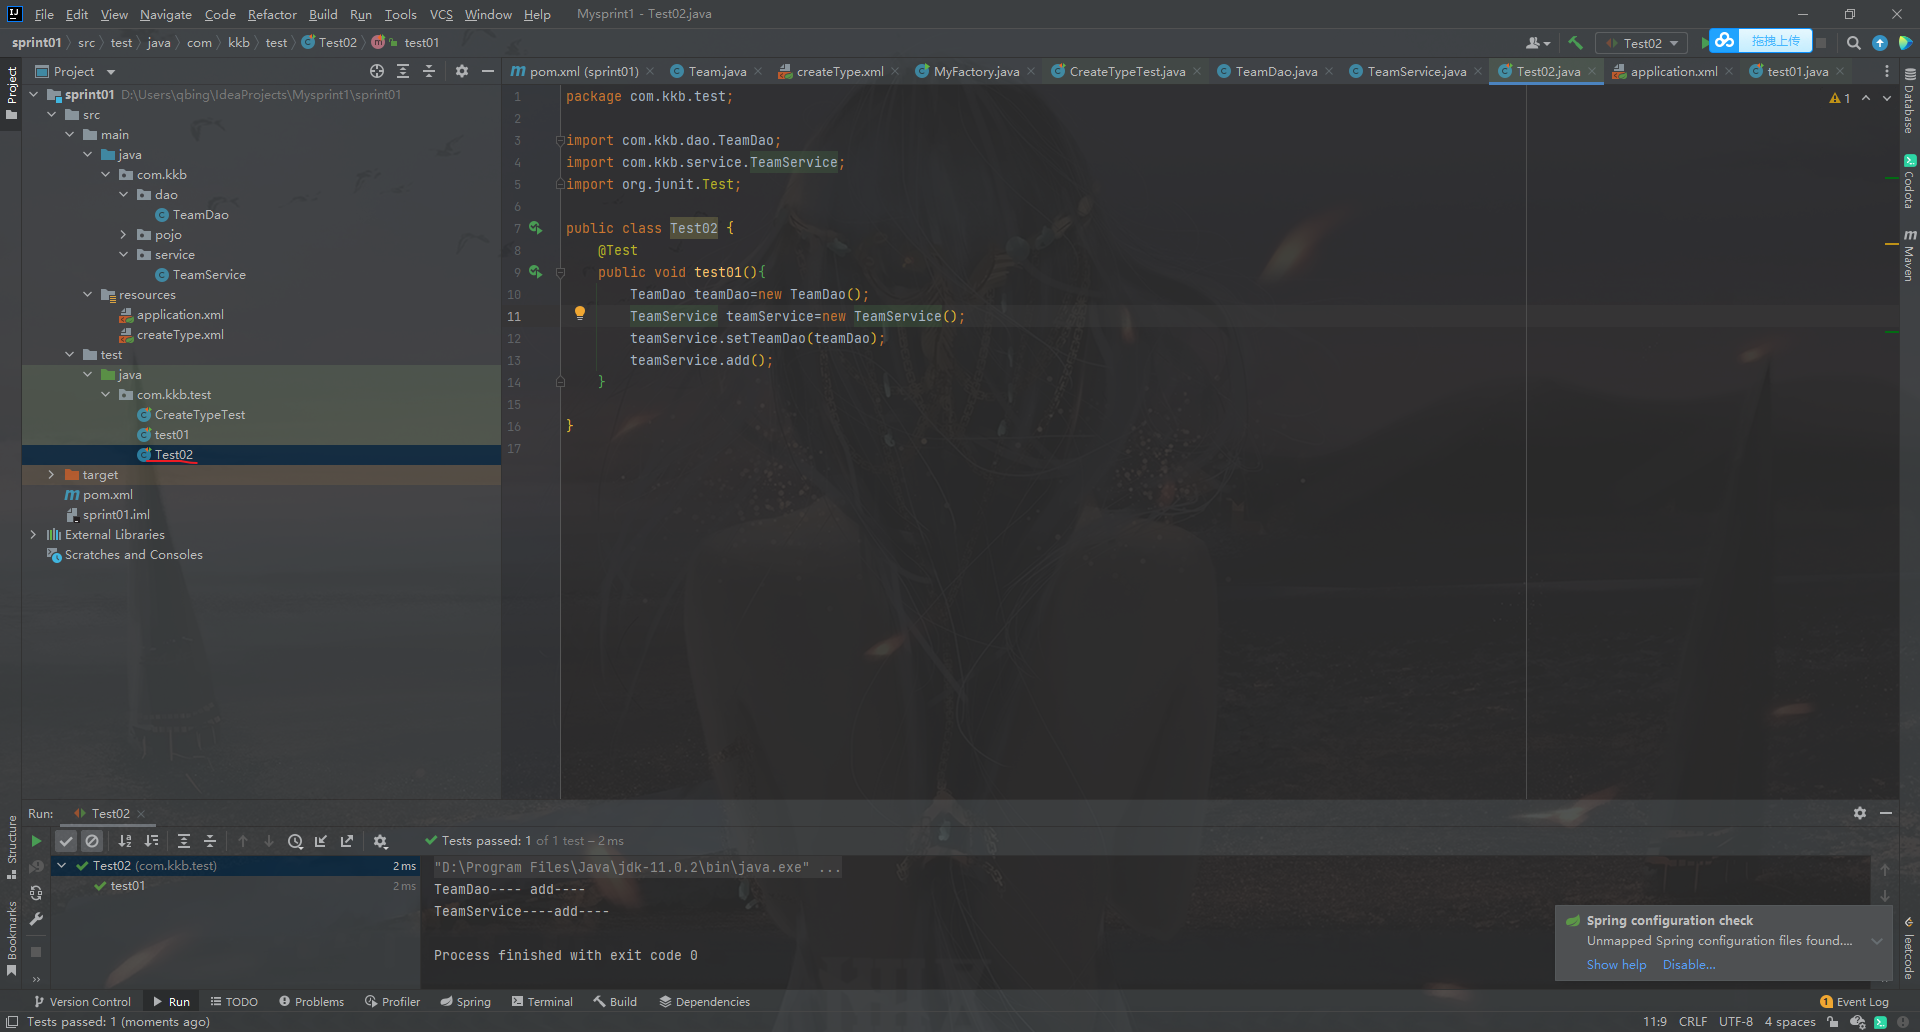 File Edit View Navigate Code Refactor Build Run Tools VCS Window Help Mysprint1 - Test02.java
sprint01 src test java com kkb test Test02 test01
Test02
拖拽上传
Project
pom.xml (sprint01) Team.java createType.xml MyFactory.java CreateTypeTest.java TeamDao.java TeamService.java Test02.java application.xml test01.java
Project
sprint01 D:\Users\qbing\IdeaProjects\Mysprint1\sprint01
src
main
java
com.kkb
dao
TeamDao
pojo
service
TeamService
resources
application.xml
createType.xml
test
java
com.kkb.test
CreateTypeTest
test01
Test02
target
pom.xml
sprint01.iml
External Libraries
Scratches and Consoles
1 package com.kkb.test;
2
3 import com.kkb.dao.TeamDao;
4 import com.kkb.service.TeamService;
5 import org.junit.Test;
6
7 public class Test02 {
8 @Test
9 public void test01(){
10 TeamDao teamDao=new TeamDao();
11 TeamService teamService=new TeamService();
12 teamService.setTeamDao(teamDao);
13 teamService.add();
14 }
15
16 }
17
1
Database
Codota
Maven
leetcode
Structure
Bookmarks
Run: Test02
Tests passed: 1 of 1 test – 2 ms
Test02 (com.kkb.test) 2 ms
test01 2 ms
"D:\Program Files\Java\jdk-11.0.2\bin\java.exe" ...
TeamDao---- add----
TeamService----add----
Process finished with exit code 0
Spring configuration check
Unmapped Spring configuration files found....
Show help Disable...
Version Control Run TODO Problems Profiler Spring Terminal Build Dependencies
1 Event Log
Tests passed: 1 (moments ago)
11:9 CRLF UTF-8 4 spaces